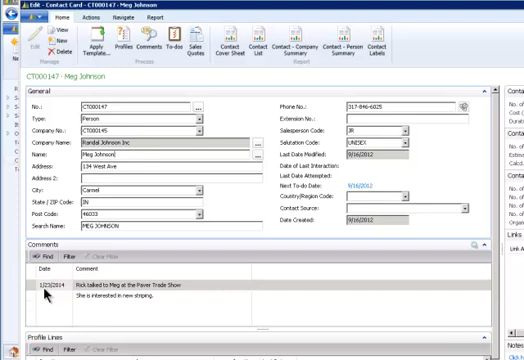 Edit - Contact Card - CT000147 - Meg Johnson
Home Actions Navigate Report
Edit
View
New
Delete
Apply Template...
Profiles
Comments
To-dos
Sales Quotes
Contact Cover Sheet
Contact List
Contact - Company Summary
Contact - Person Summary
Contact Labels
Process
Report
CT000147 - Meg Johnson
General
No.: CT000147
Type: Person
Company No.: CT000145
Company Name: Randal Johnson Inc
Name: Meg Johnson
Address: 134 West Ave
Address 2:
City: Carmel
State / ZIP Code: IN
Post Code: 46033
Search Name: MEG JOHNSON
Phone No.: 317-846-6025
Extension No.:
Salesperson Code: JR
Salutation Code: UNISEX
Last Date Modified: 9/16/2012
Date of Last Interaction:
Last Date Attempted:
Next To-do Date: 9/16/2012
Country/Region Code:
Contact Source:
Date Created: 9/16/2012
Comments
Find Filter Clear Filter
Date Comment
1/23/2014 Rick talked to Meg at the Paver Trade Show
She is interested in new striping.
Profile Lines
Find Filter Clear Filter
Links
Link A
Notes